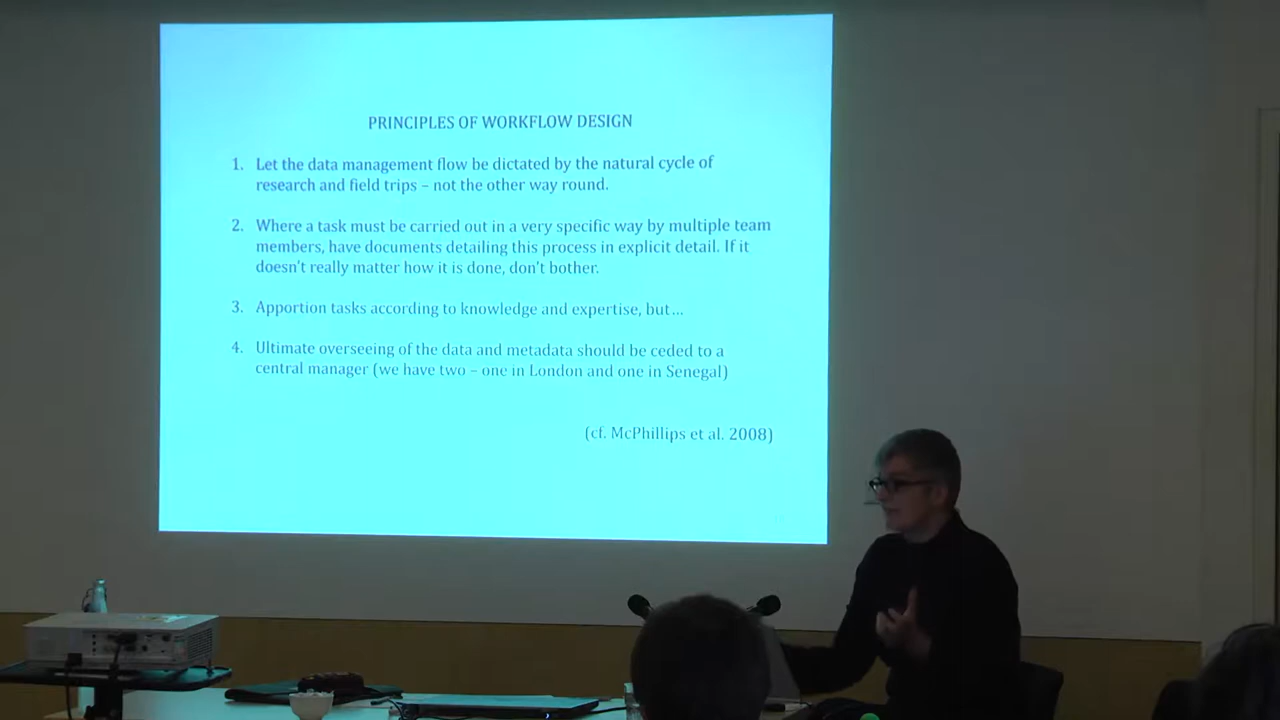 PRINCIPLES OF WORKFLOW DESIGN
1. Let the data management flow be dictated by the natural cycle of
research and field trips – not the other way round.
2. Where a task must be carried out in a very specific way by multiple team
members, have documents detailing this process in explicit detail. If it
doesn't really matter how it is done, don't bother.
3. Apportion tasks according to knowledge and expertise, but…
4. Ultimate overseeing of the data and metadata should be ceded to a
central manager (we have two – one in London and one in Senegal)
(cf. McPhillips et al. 2008)